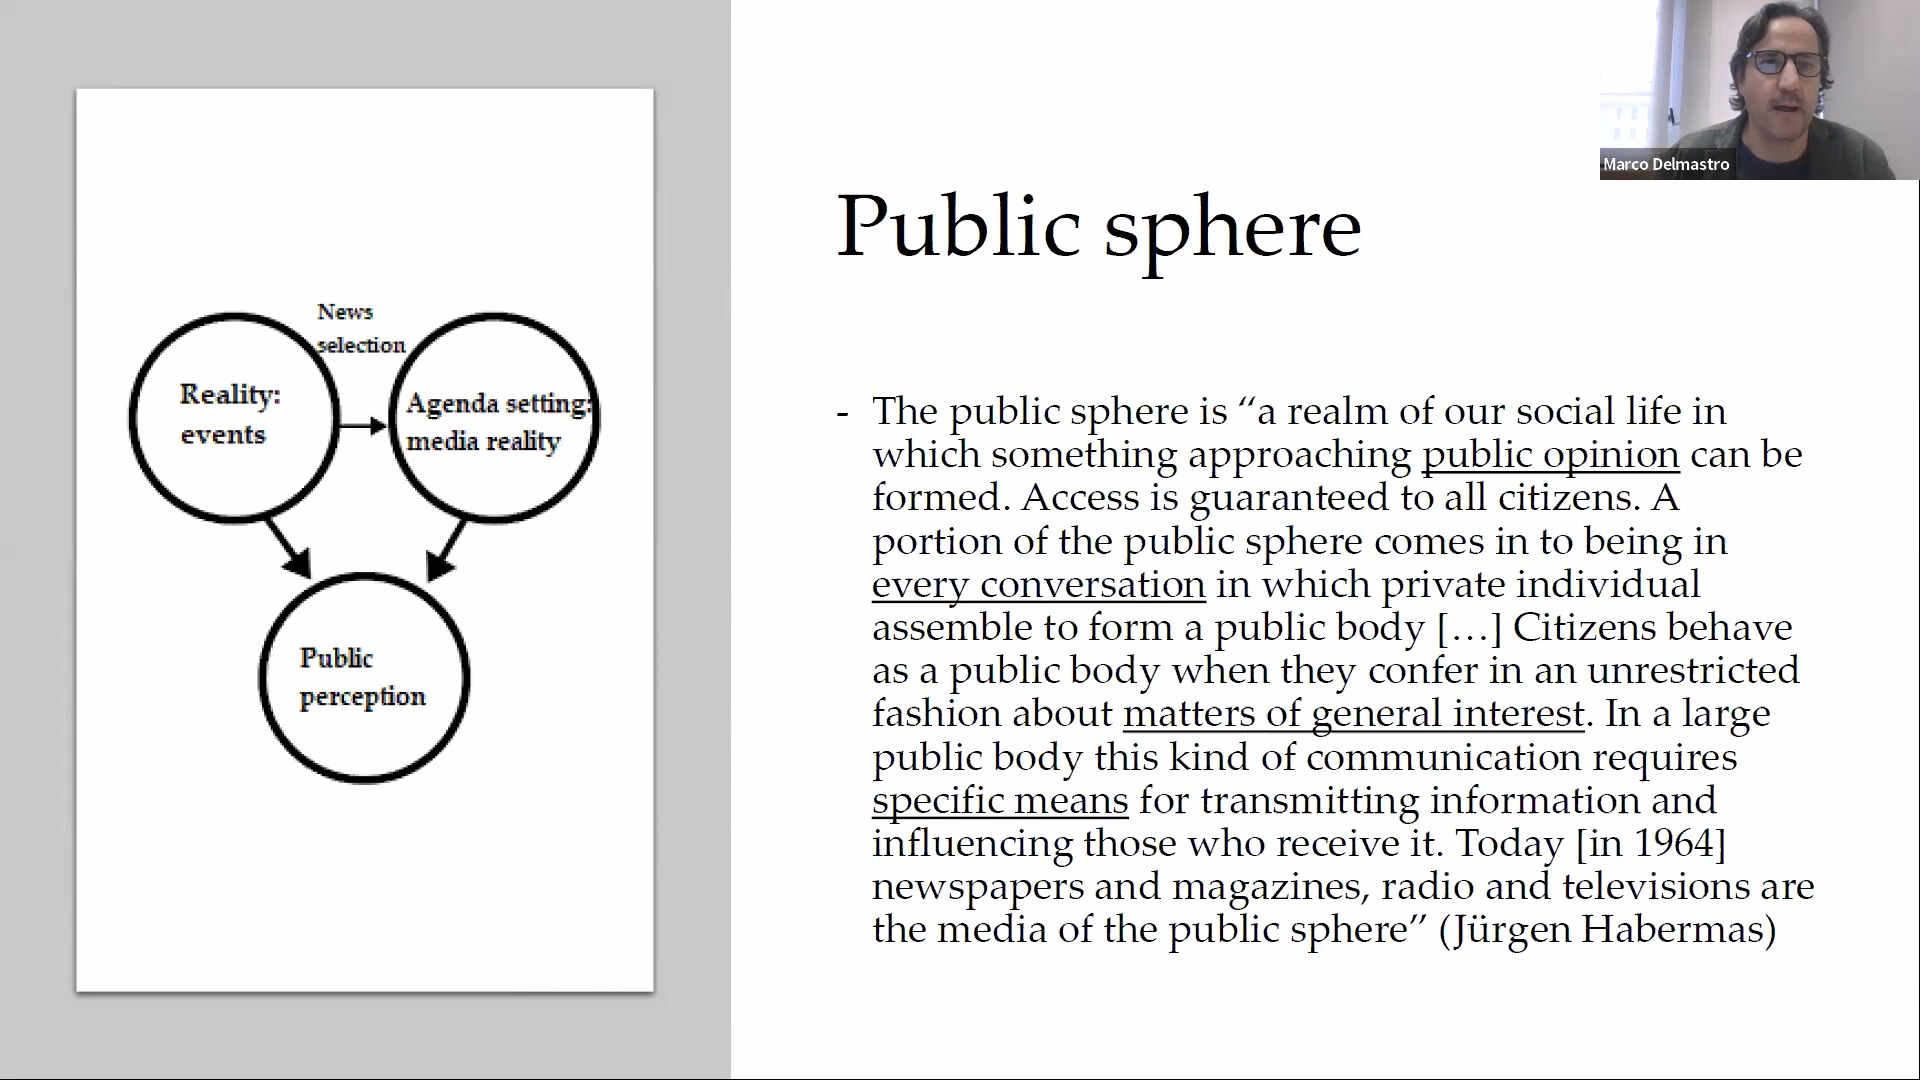 Marco Delmastro
Public sphere
News
selection
Reality:
events
Agenda setting:
media reality
Public
perception
- The public sphere is “a realm of our social life in
which something approaching public opinion can be
formed. Access is guaranteed to all citizens. A
portion of the public sphere comes in to being in
every conversation in which private individual
assemble to form a public body […] Citizens behave
as a public body when they confer in an unrestricted
fashion about matters of general interest. In a large
public body this kind of communication requires
specific means for transmitting information and
influencing those who receive it. Today [in 1964]
newspapers and magazines, radio and televisions are
the media of the public sphere” (Jürgen Habermas)